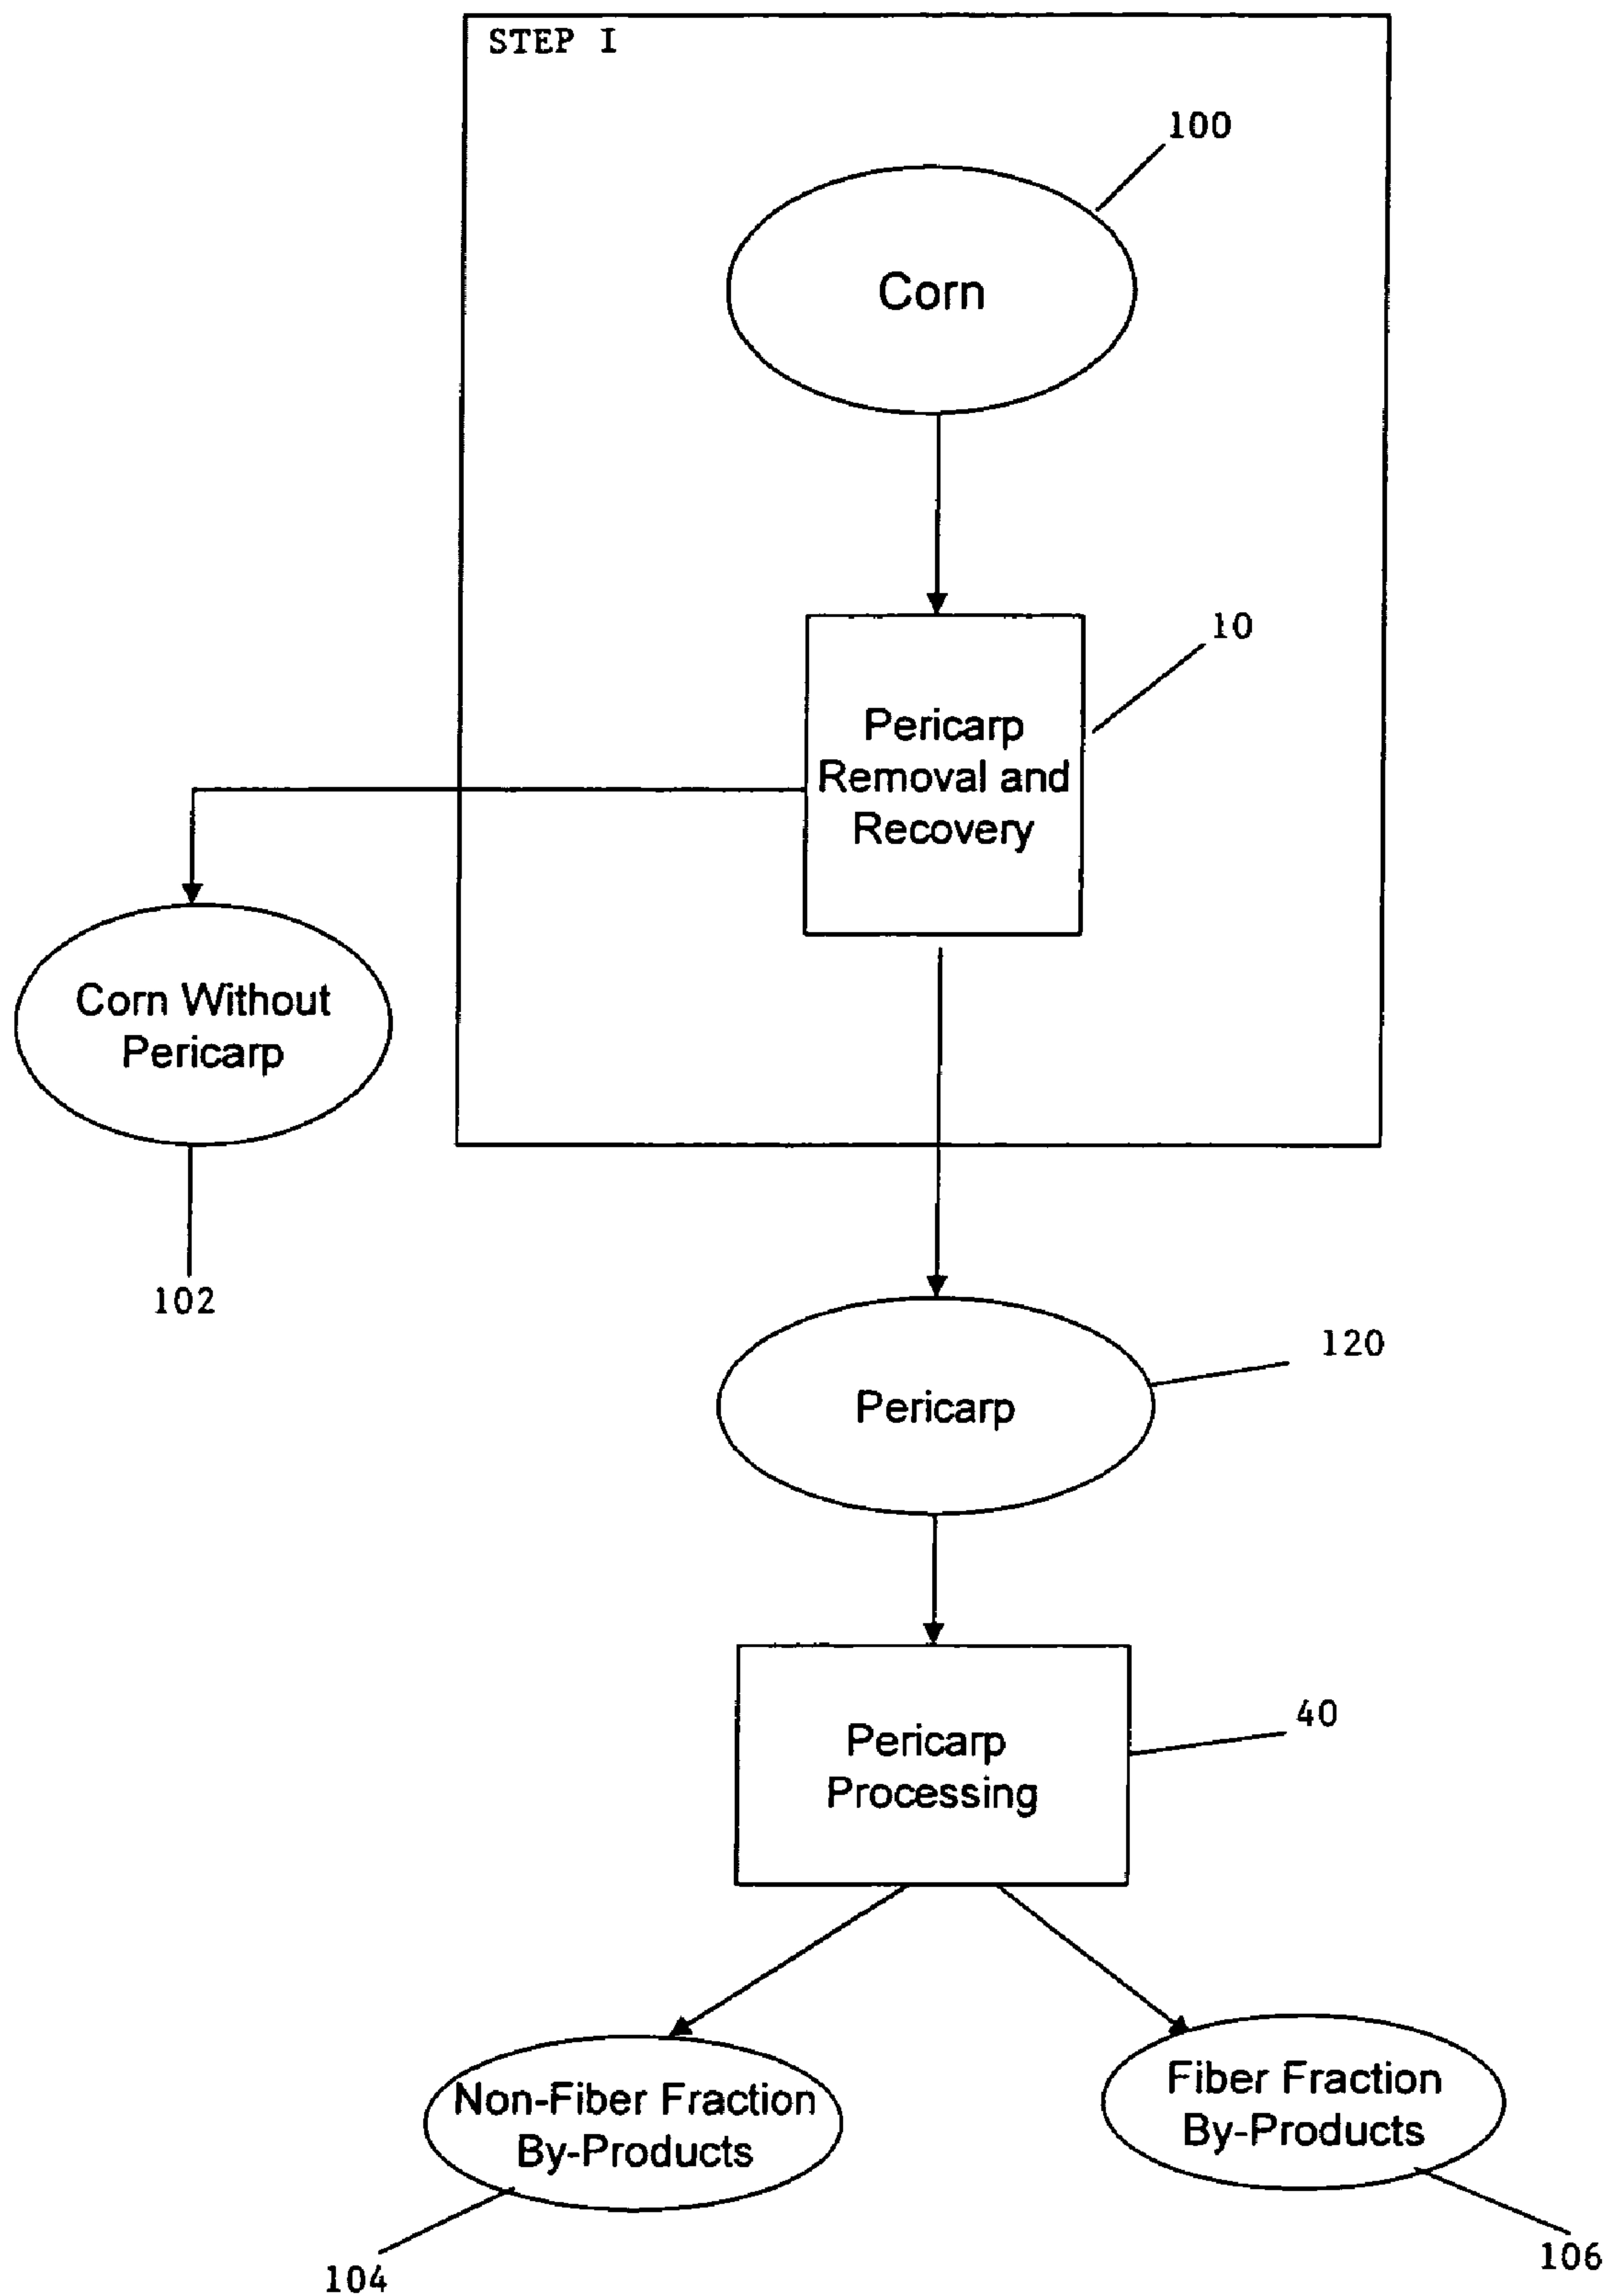 STEP I
100
Corn
10
Pericarp
Removal and
Recovery
Corn Without
Pericarp
102
120
Pericarp
40
Pericarp
Processing
Non-Fiber Fraction
By-Products
Fiber Fraction
By-Products
104
106